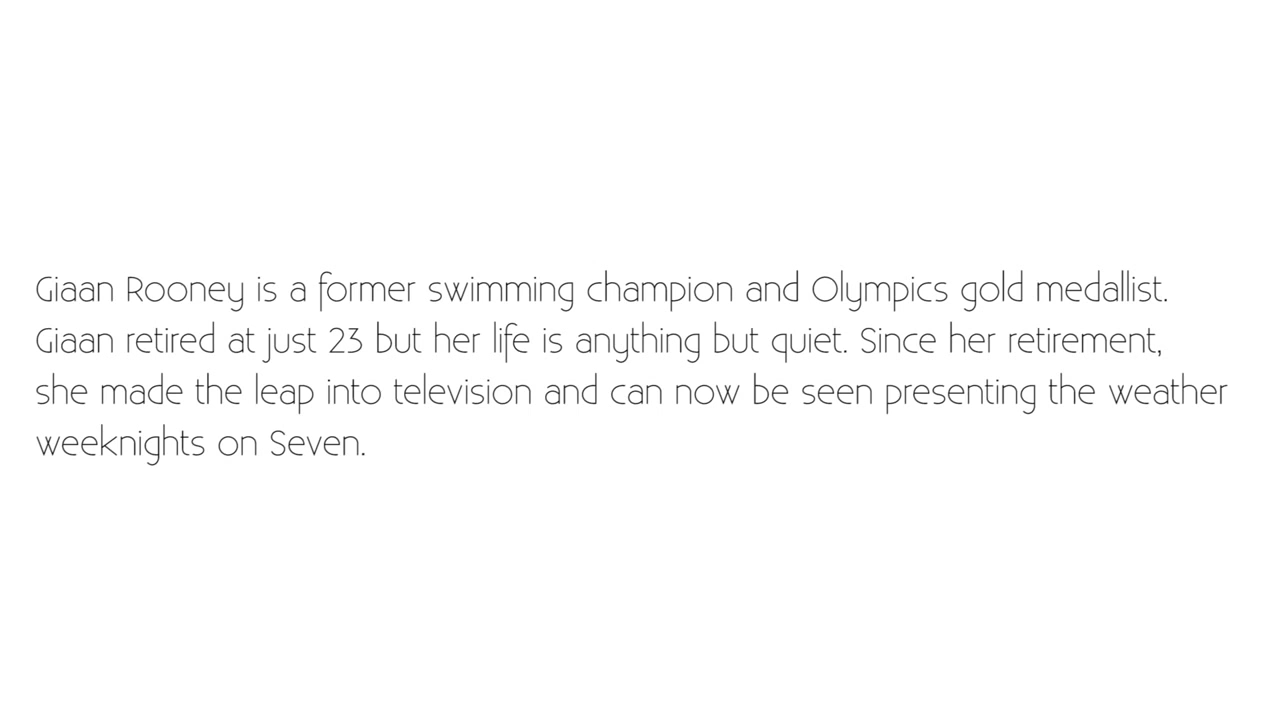 Giaan Rooney is a former swimming champion and Olympics gold medallist.
Giaan retired at just 23 but her life is anything but quiet. Since her retirement,
she made the leap into television and can now be seen presenting the weather
weeknights on Seven.